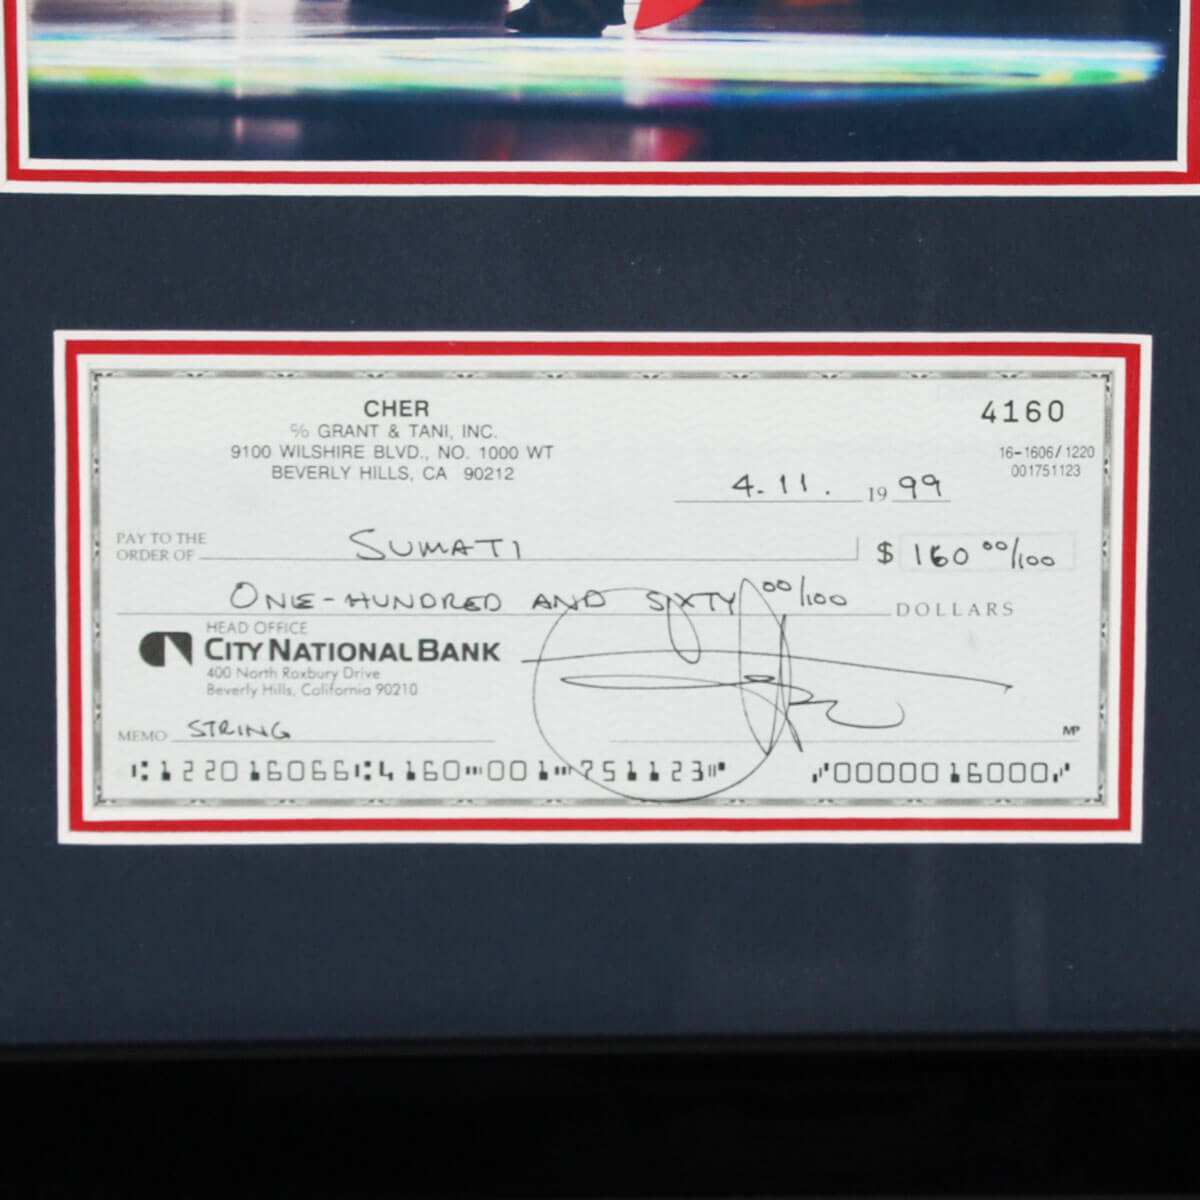 CHER
℅ GRANT & TANI, INC.
9100 WILSHIRE BLVD., NO. 1000 WT
BEVERLY HILLS, CA 90212
4160
16-1606/1220
001751123
4.11. 19 99
PAY TO THE
ORDER OF SUMATI $ 160 00/100
ONE-HUNDRED AND SIXTY 00/100 DOLLARS
HEAD OFFICE
CITY NATIONAL BANK
400 North Roxbury Drive
Beverly Hills, California 90210
MEMO STRING
MP
⑆122016066⑆4160⑈001⑈751123⑈ ⑈0000016000⑈